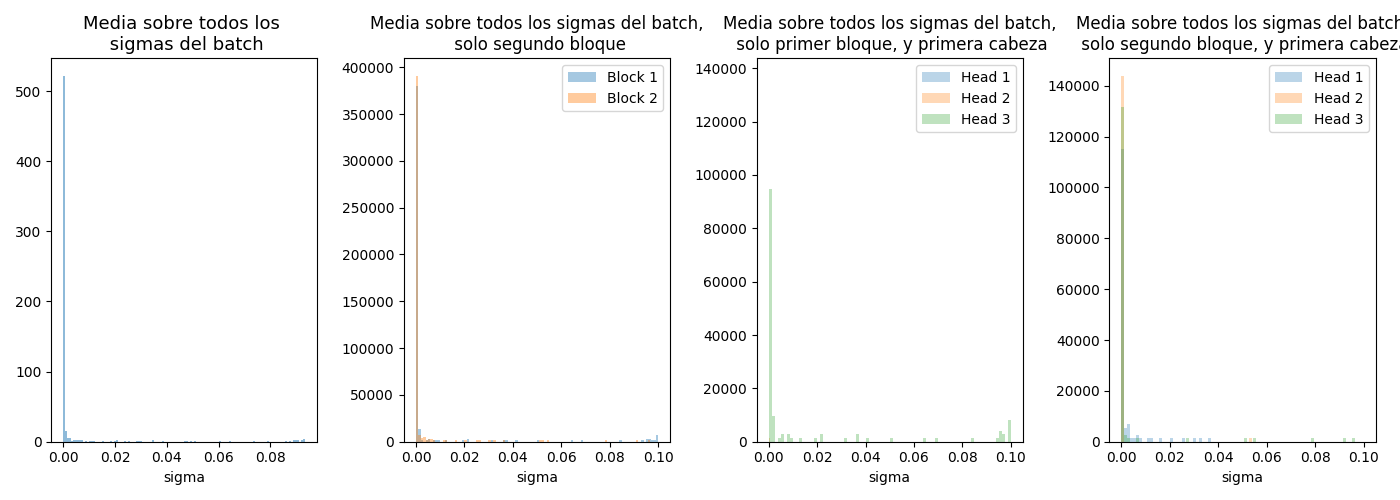 Media sobre todos los
sigmas del batch
500
400
300
200
100
0
0.00 0.02 0.04 0.06 0.08
sigma
Media sobre todos los sigmas del batch,
solo segundo bloque
Block 1
Block 2
400000
350000
300000
250000
200000
150000
100000
50000
0
0.00 0.02 0.04 0.06 0.08 0.10
sigma
Media sobre todos los sigmas del batch,
solo primer bloque, y primera cabeza
Head 1
Head 2
Head 3
140000
120000
100000
80000
60000
40000
20000
0
0.00 0.02 0.04 0.06 0.08 0.10
sigma
Media sobre todos los sigmas del batch
solo segundo bloque, y primera cabeza
Head 1
Head 2
Head 3
140000
120000
100000
80000
60000
40000
20000
0
0.00 0.02 0.04 0.06 0.08 0.10
sigma